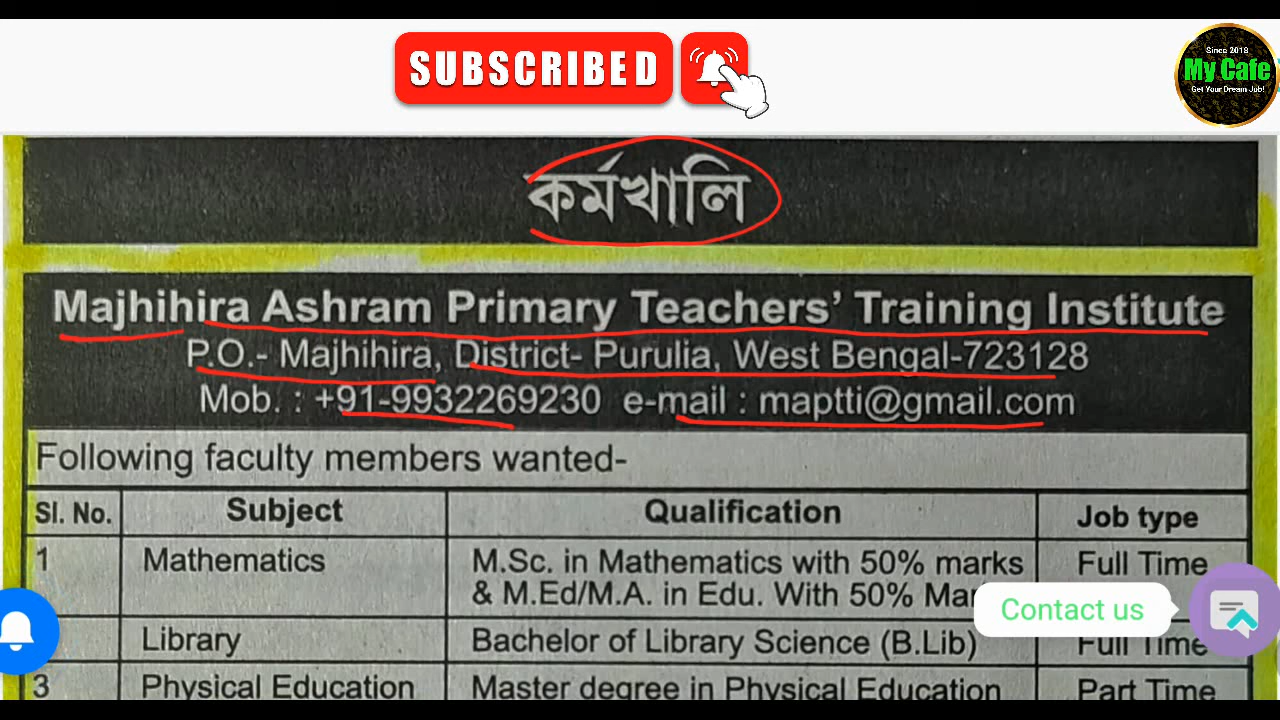 SUBSCRIBED
Since 2018
My Cafe
Get Your Dream Job!
কর্মখালি
Majhihira Ashram Primary Teachers' Training Institute
P.O.- Majhihira, District- Purulia, West Bengal-723128
Mob. : +91-9932269230 e-mail : maptti@gmail.com
Following faculty members wanted-
Sl. No. Subject Qualification Job type
1 Mathematics M.Sc. in Mathematics with 50% marks Full Time
& M.Ed/M.A. in Edu. With 50%
Contact us
Library Bachelor of Library Science (B.Lib) Full Time
3 Physical Education Master degree in Physical Education Part Time